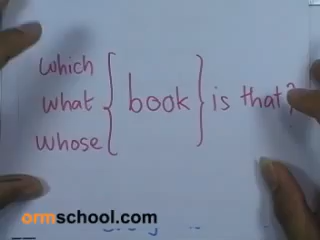 which
what { book } is that?
whose
ormschool.com